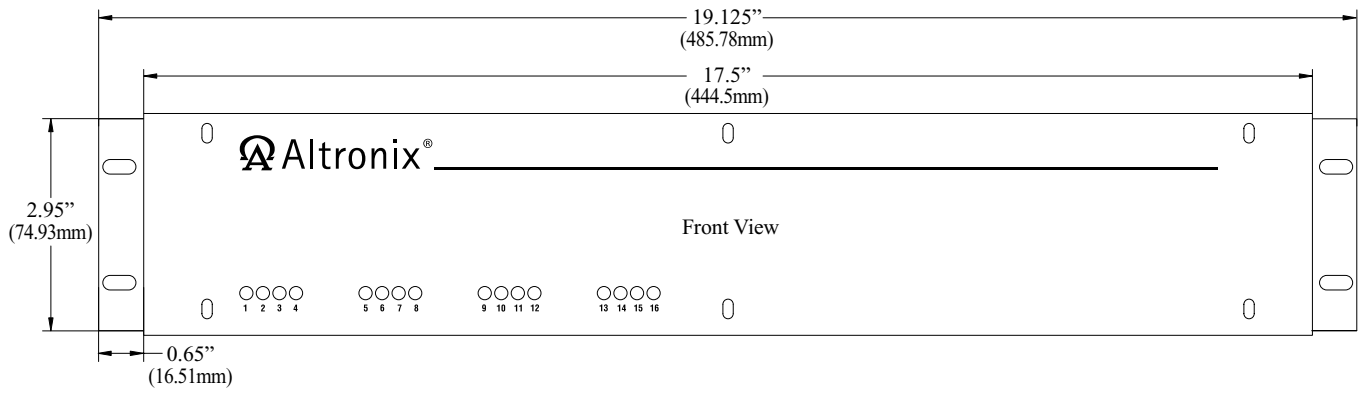 19.125”
(485.78mm)
17.5”
(444.5mm)
Altronix®
2.95”
(74.93mm)
Front View
1 2 3 4 5 6 7 8 9 10 11 12 13 14 15 16
0.65”
(16.51mm)